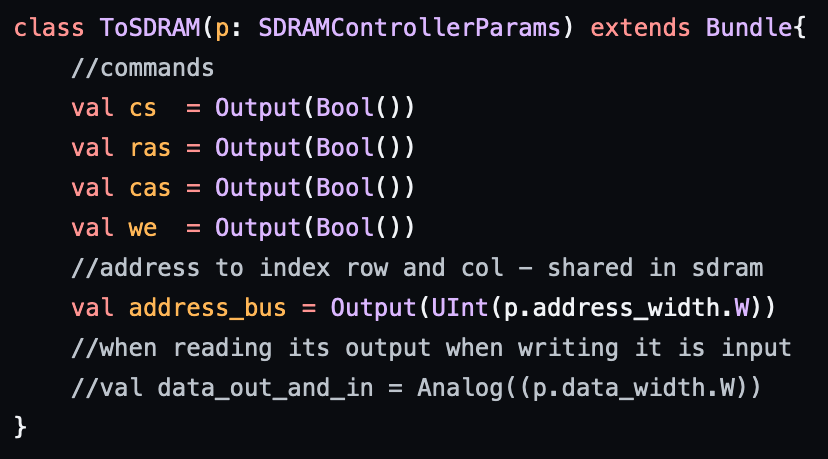 class ToSDRAM(p: SDRAMControllerParams) extends Bundle{
    //commands
    val cs  = Output(Bool())
    val ras = Output(Bool())
    val cas = Output(Bool())
    val we  = Output(Bool())
    //address to index row and col – shared in sdram
    val address_bus = Output(UInt(p.address_width.W))
    //when reading its output when writing it is input
    //val data_out_and_in = Analog((p.data_width.W))
}